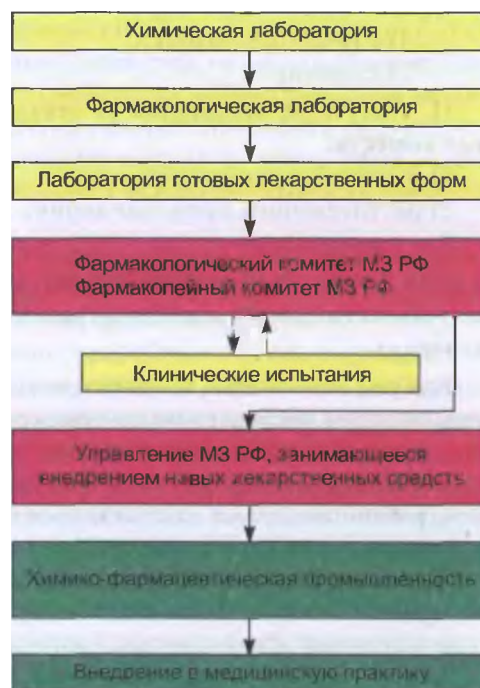 Химическая лаборатория
Фармакологическая лаборатория
Лаборатория готовых лекарственных форм
Фармакологический комитет МЗ РФ
Фармакопейный комитет МЗ РФ
Клинические испытания
Управление МЗ РФ, занимающееся
внедрением новых лекарственных средств
Химико-фармацевтическая промышленность
Внедрение в медицинскую практику